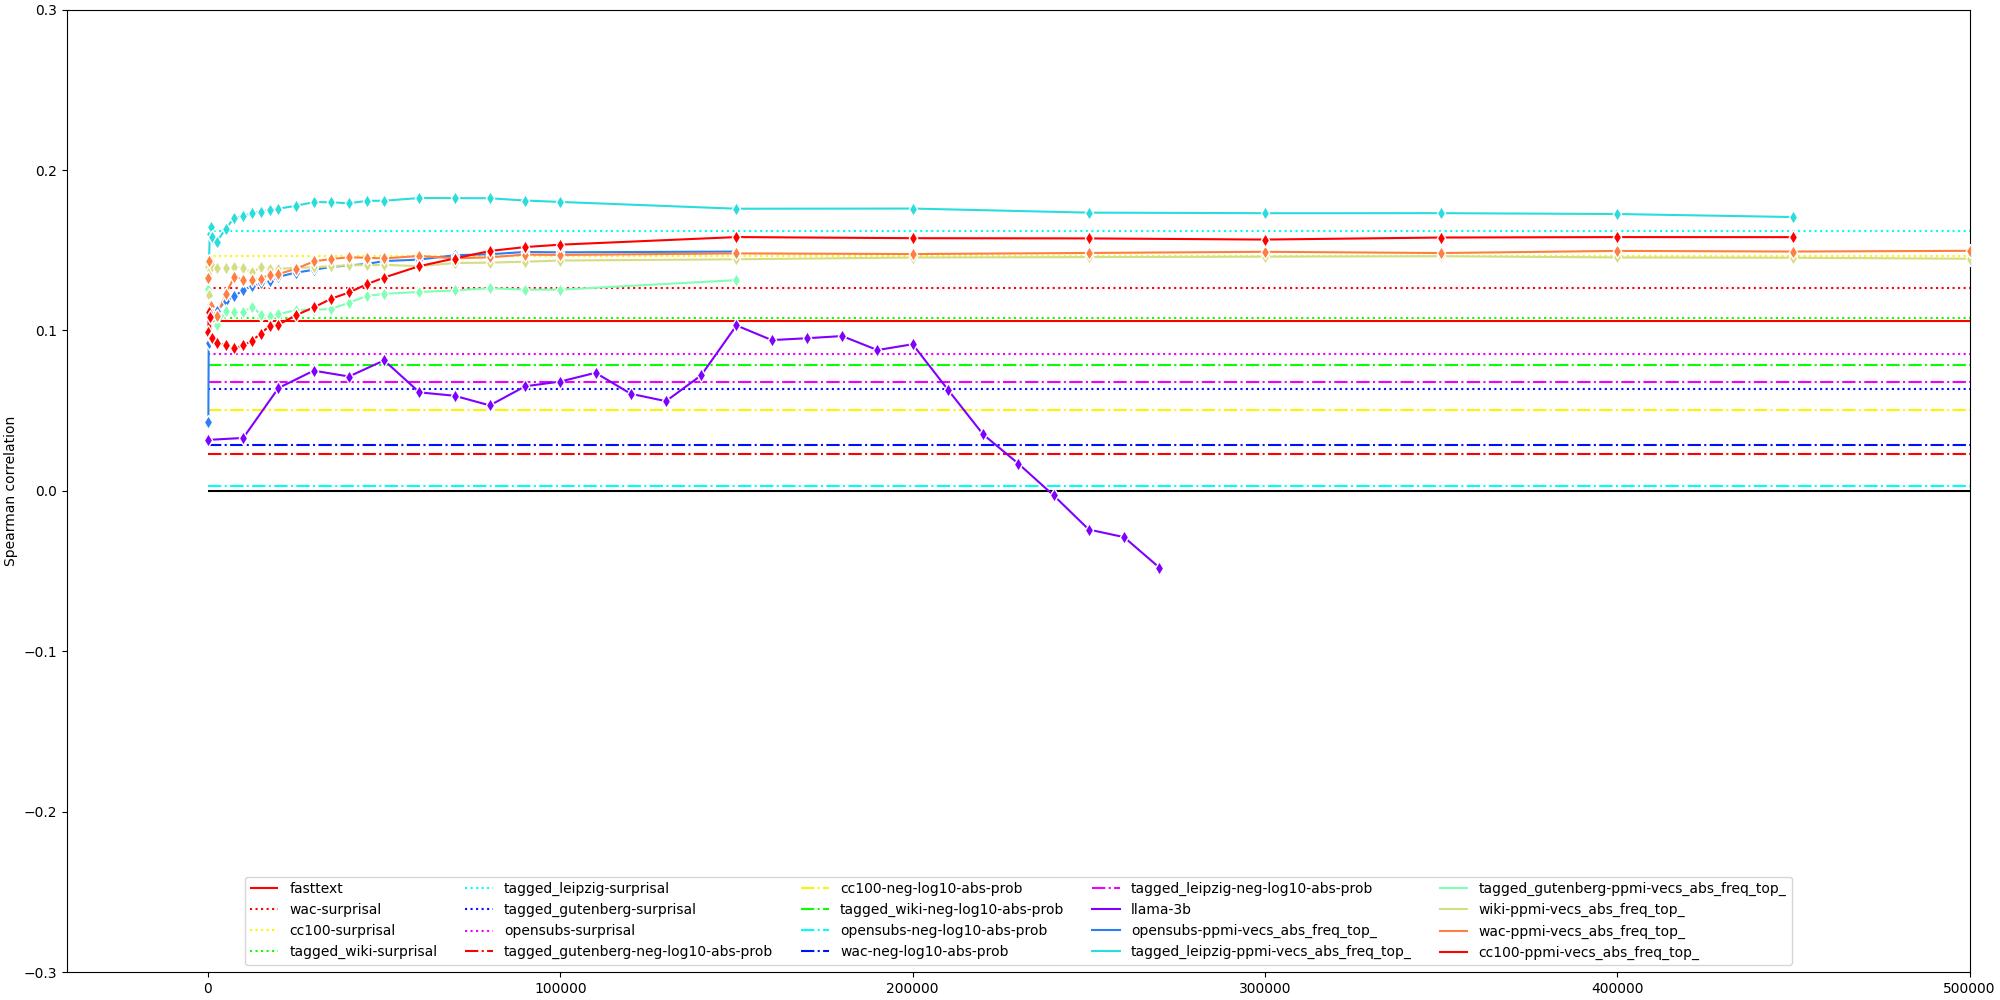 0.3
0.2
0.1
0.0
−0.1
−0.2
−0.3
Spearman correlation
fasttext
wac-surprisal
cc100-surprisal
tagged_wiki-surprisal
tagged_leipzig-surprisal
tagged_gutenberg-surprisal
opensubs-surprisal
tagged_gutenberg-neg-log10-abs-prob
cc100-neg-log10-abs-prob
tagged_wiki-neg-log10-abs-prob
opensubs-neg-log10-abs-prob
wac-neg-log10-abs-prob
tagged_leipzig-neg-log10-abs-prob
llama-3b
opensubs-ppmi-vecs_abs_freq_top_
tagged_leipzig-ppmi-vecs_abs_freq_top_
tagged_gutenberg-ppmi-vecs_abs_freq_top_
wiki-ppmi-vecs_abs_freq_top_
wac-ppmi-vecs_abs_freq_top_
cc100-ppmi-vecs_abs_freq_top_
0 100000 200000 300000 400000 500000